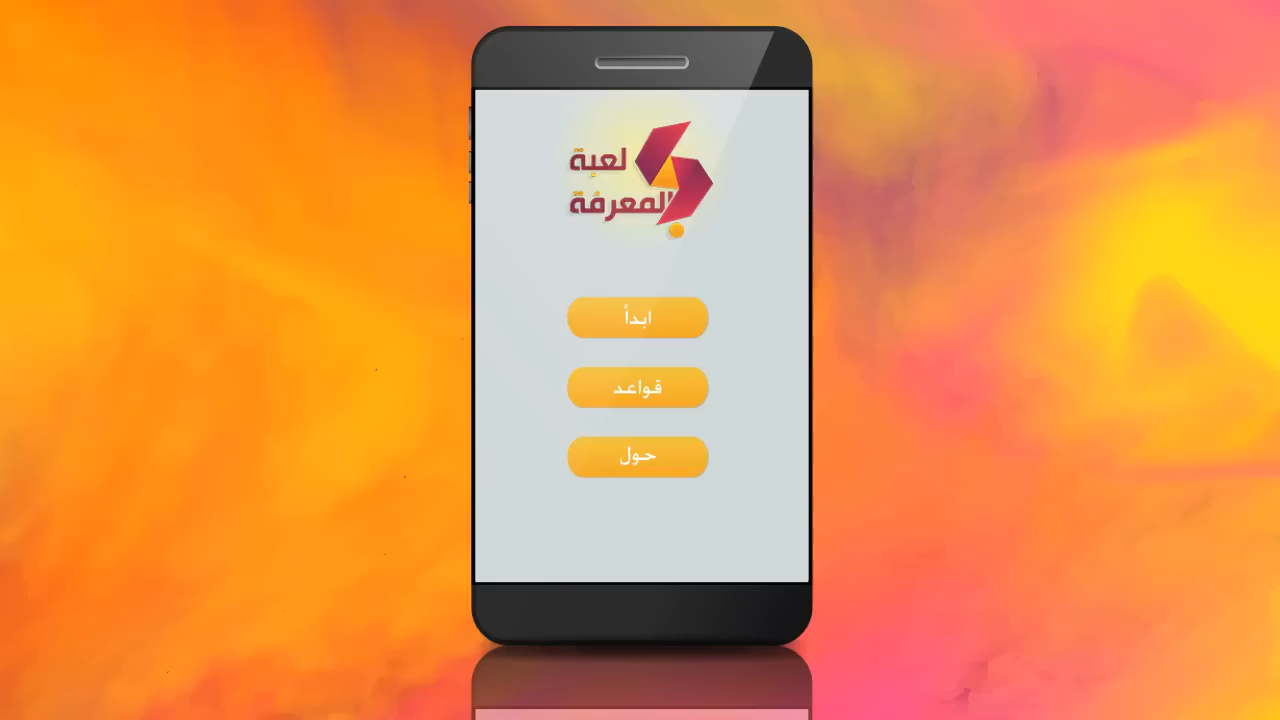 لعبة
المعرفة
ابدأ
قواعد
حول